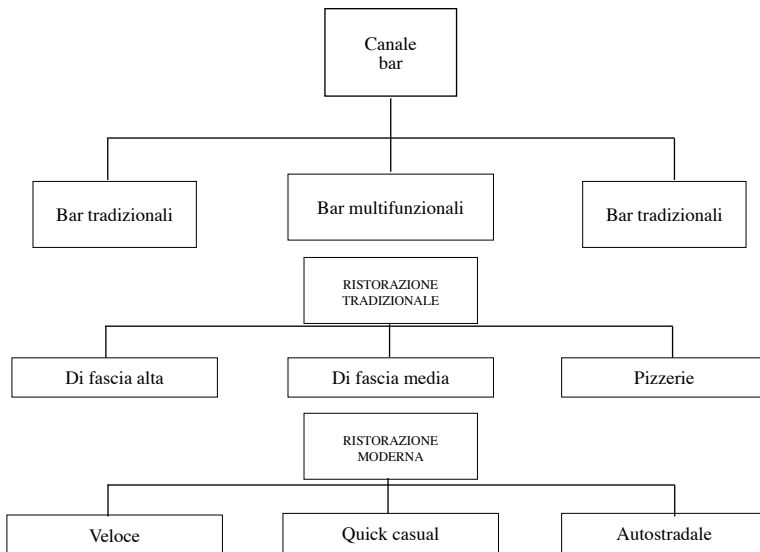 Canale
bar
Bar tradizionali
Bar multifunzionali
Bar tradizionali
RISTORAZIONE
TRADIZIONALE
Di fascia alta
Di fascia media
Pizzerie
RISTORAZIONE
MODERNA
Veloce
Quick casual
Autostradale